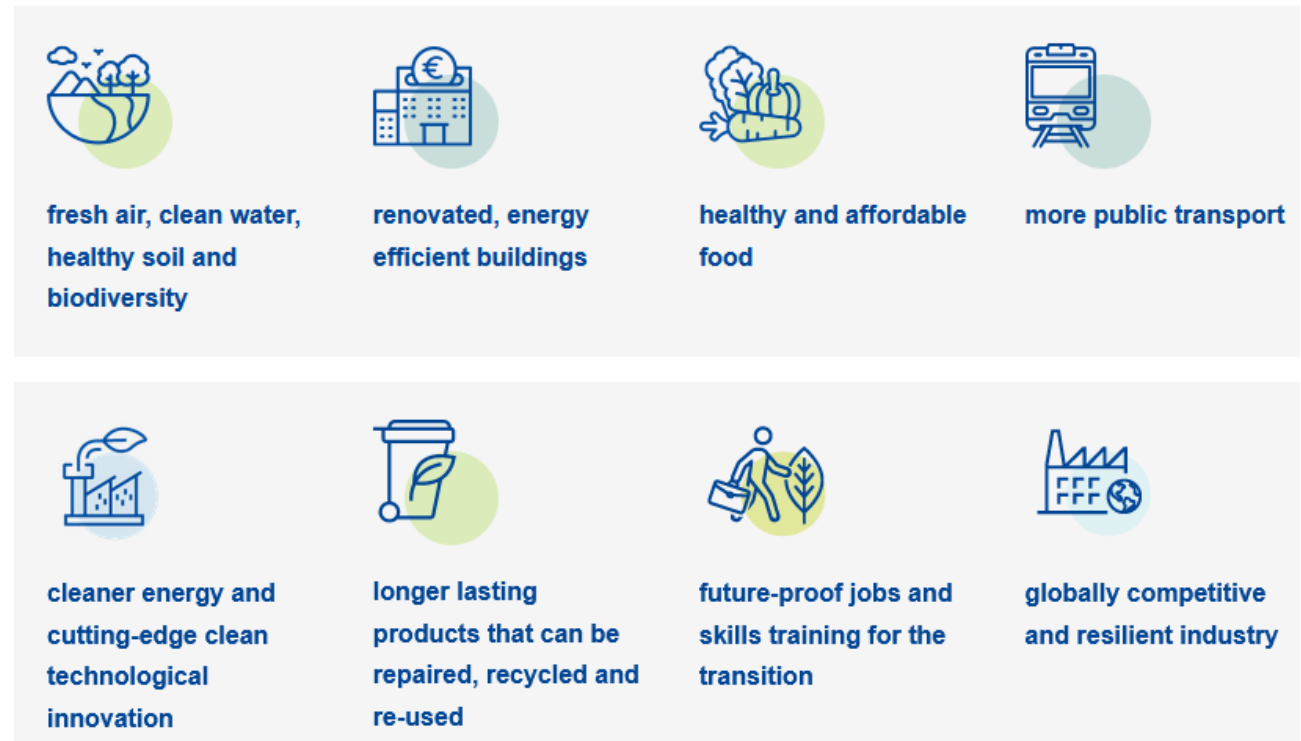 €
fresh air, clean water,
healthy soil and
biodiversity
renovated, energy
efficient buildings
healthy and affordable
food
more public transport
cleaner energy and
cutting-edge clean
technological
innovation
longer lasting
products that can be
repaired, recycled and
re-used
future-proof jobs and
skills training for the
transition
globally competitive
and resilient industry